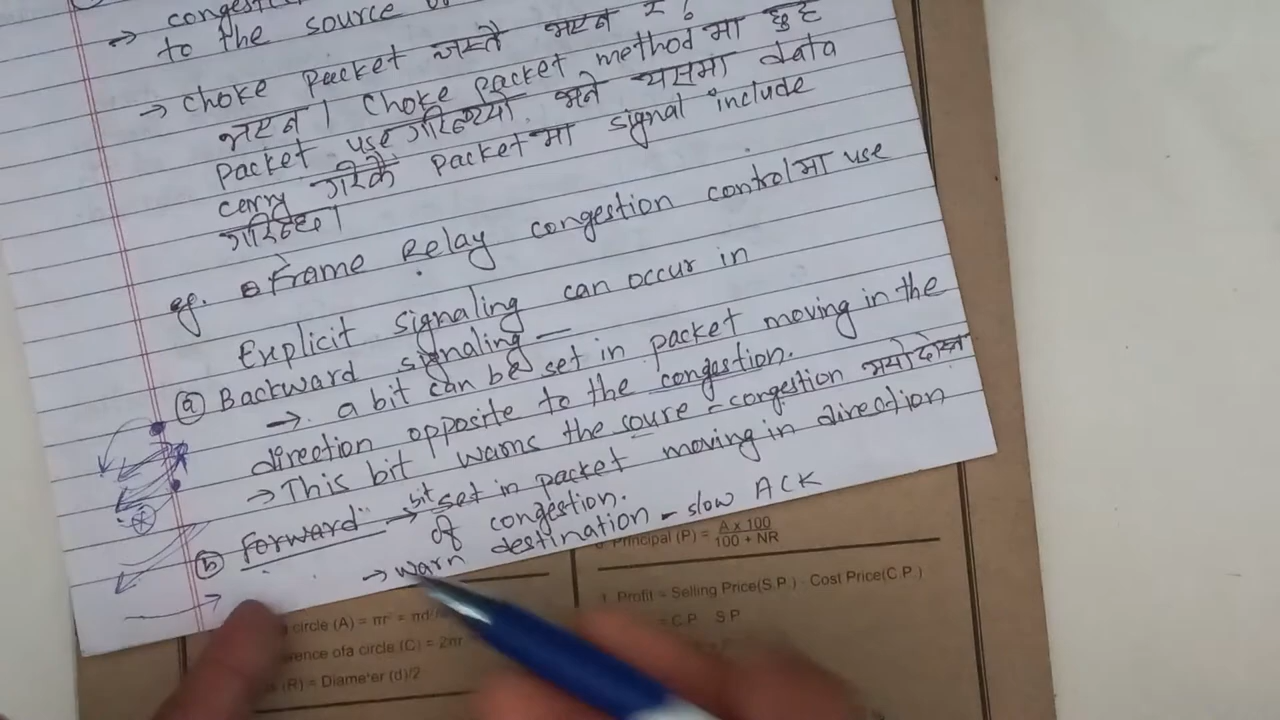 → congesti
to the source
→ choke packet जस्तै भएन र ?
भएन । choke packet method मा छुट्टै
packet use गरिन्थ्यो भने यसमा data
carry गरेकै packet मा signal include
गरिन्छ।
eg. Frame Relay congestion control मा use
Explicit signaling can occur in
ⓐ Backward signaling —
→ a bit can be set in packet moving in the
direction opposite to the congestion.
→ This bit warns the soure - congestion भयो दोस्त
ⓑ Forward → bit set in packet moving in direction
of congestion.
→ warn destination - slow ACK
Principal (P) = A x 100 / 100 + NR
1. Profit = Selling Price(S.P.) - Cost Price(C.P.)
= C.P. S.P
circle (A) = πr² = πd²/
erence ofa circle (C) = 2πr
(R) = Diameter (d)/2